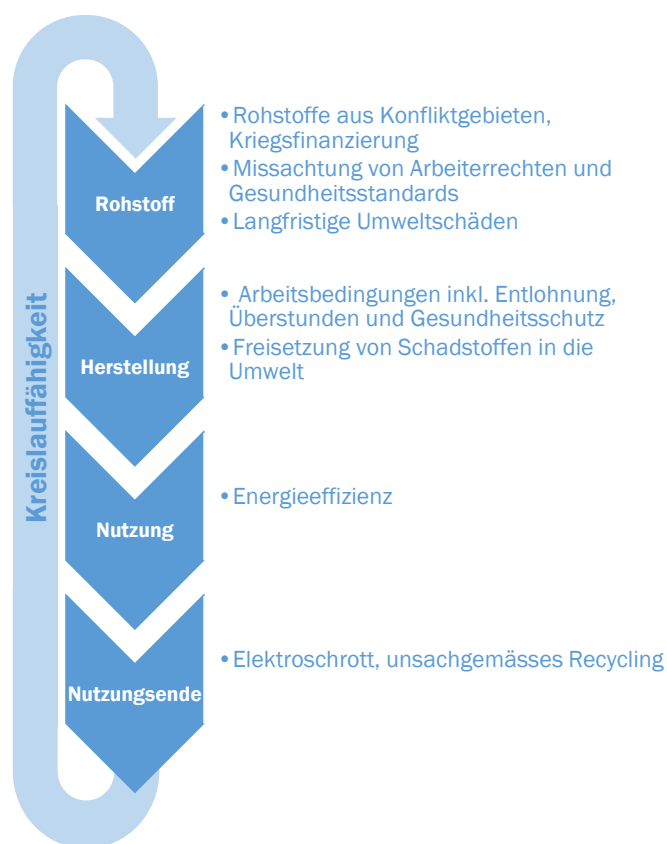 Kreislauffähigkeit
Rohstoff
• Rohstoffe aus Konfliktgebieten,
Kriegsfinanzierung
• Missachtung von Arbeiterrechten und
Gesundheitsstandards
• Langfristige Umweltschäden
Herstellung
• Arbeitsbedingungen inkl. Entlohnung,
Überstunden und Gesundheitsschutz
• Freisetzung von Schadstoffen in die
Umwelt
Nutzung
• Energieeffizienz
Nutzungsende
• Elektroschrott, unsachgemässes Recycling